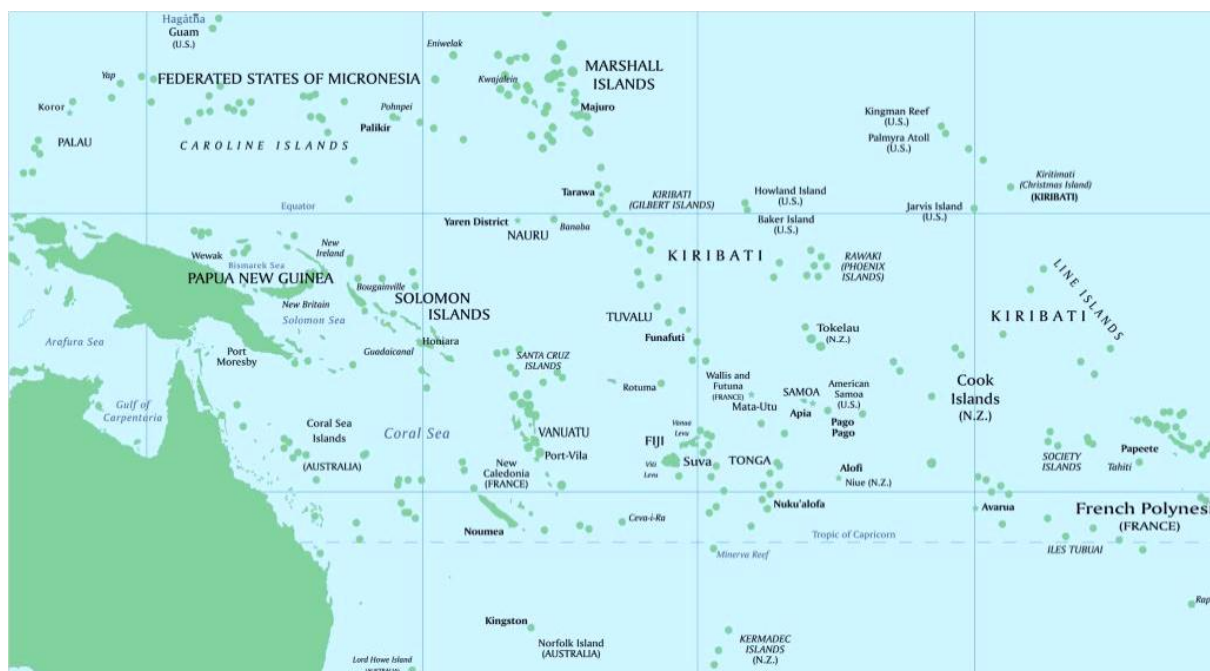 Hagåtña
Guam
(U.S.)
Eniwelak
MARSHALL
ISLANDS
Yap
FEDERATED STATES OF MICRONESIA
Kwajalein
Koror
Pohnpei
Majuro
Palikir
PALAU
CAROLINE ISLANDS
Kingman Reef
(U.S.)
Palmyra Atoll
(U.S.)
Kiritimati
(Christmas Island)
(KIRIBATI)
Tarawa
KIRIBATI
(GILBERT ISLANDS)
Howland Island
(U.S.)
Baker Island
(U.S.)
Jarvis Island
(U.S.)
Equator
Yaren District
NAURU
Banaba
Wewak
Bismarek Sea
New
Ireland
PAPUA NEW GUINEA
Bougainville
New Britain
Solomon Sea
SOLOMON
ISLANDS
KIRIBATI
RAWAKI
(PHOENIX
ISLANDS)
LINE ISLANDS
KIRIBATI
TUVALU
Funafuti
Tokelau
(N.Z.)
Arafura Sea
Port
Moresby
Guadalcanal
Honiara
SANTA CRUZ
ISLANDS
Rotuma
Wallis and
Futuna
(FRANCE)
Mata-Utu
SAMOA
Apia
American
Samoa
(U.S.)
Pago
Pago
Cook
Islands
(N.Z.)
Gulf of
Carpentaria
Coral Sea
Islands
(AUSTRALIA)
Coral Sea
VANUATU
Port-Vila
FIJI
Vanua
Levu
Viti
Levu
Suva
TONGA
Alofi
Niue (N.Z.)
SOCIETY
ISLANDS
Papeete
Tahiti
New
Caledonia
(FRANCE)
Noumea
Ceva-i-Ra
Nuku'alofa
Avarua
French Polynes
(FRANCE)
Tropic of Capricorn
Minerva Reef
ILES TUBUAI
Rap
Kingston
Norfolk Island
(AUSTRALIA)
KERMADEC
ISLANDS
(N.Z.)
Lord Howe Island
(AUSTRALIA)